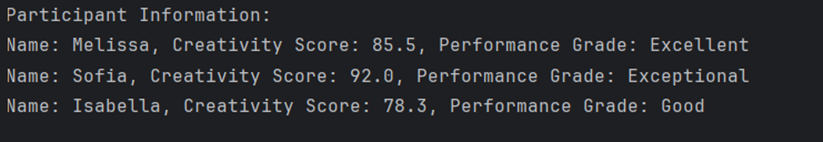 Participant Information:
Name: Melissa, Creativity Score: 85.5, Performance Grade: Excellent
Name: Sofia, Creativity Score: 92.0, Performance Grade: Exceptional
Name: Isabella, Creativity Score: 78.3, Performance Grade: Good